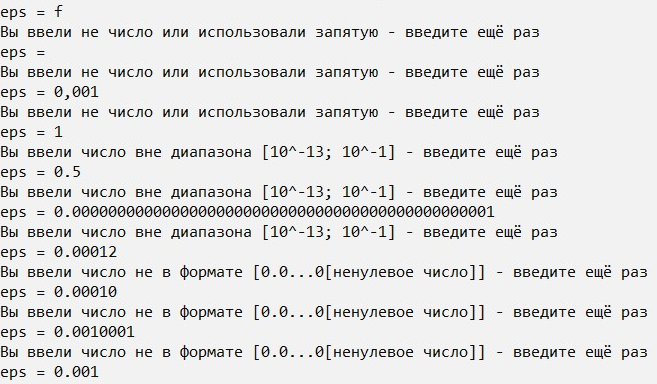 eps = f
Вы ввели не число или использовали запятую - введите ещё раз
eps =
Вы ввели не число или использовали запятую - введите ещё раз
eps = 0,001
Вы ввели не число или использовали запятую - введите ещё раз
eps = 1
Вы ввели число вне диапазона [10^-13; 10^-1] - введите ещё раз
eps = 0.5
Вы ввели число вне диапазона [10^-13; 10^-1] - введите ещё раз
eps = 0.00000000000000000000000000000000000000000000001
Вы ввели число вне диапазона [10^-13; 10^-1] - введите ещё раз
eps = 0.00012
Вы ввели число не в формате [0.0...0[ненулевое число]] - введите ещё раз
eps = 0.00010
Вы ввели число не в формате [0.0...0[ненулевое число]] - введите ещё раз
eps = 0.0010001
Вы ввели число не в формате [0.0...0[ненулевое число]] - введите ещё раз
eps = 0.001